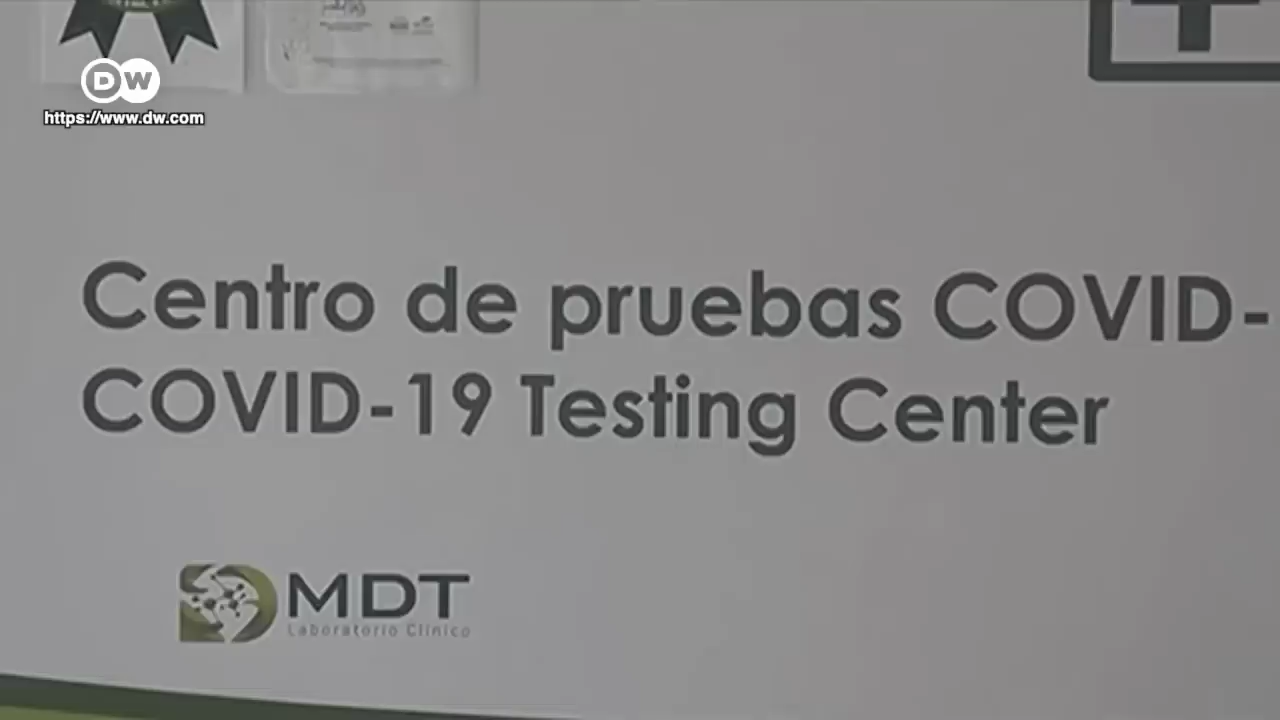 DW
https://www.dw.com
Centro de pruebas COVID-
COVID-19 Testing Center
MDT
Laboratorio Clínico